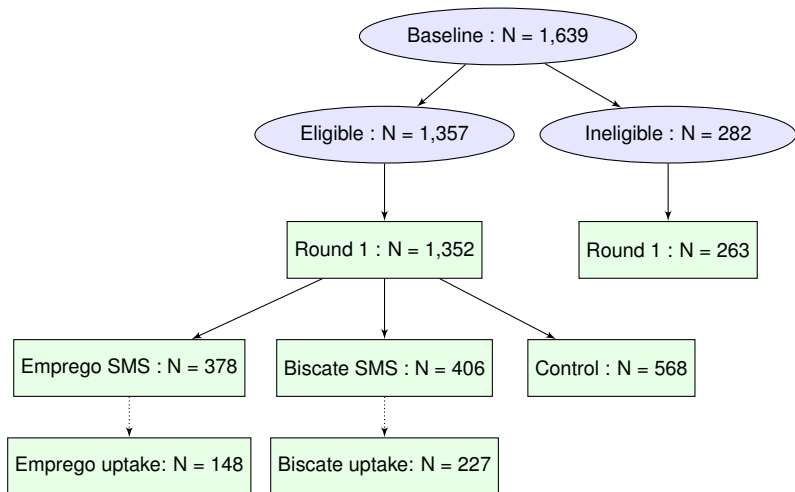 Baseline : N = 1,639
Eligible : N = 1,357
Ineligible : N = 282
Round 1 : N = 1,352
Round 1 : N = 263
Emprego SMS : N = 378
Biscate SMS : N = 406
Control : N = 568
Emprego uptake: N = 148
Biscate uptake: N = 227